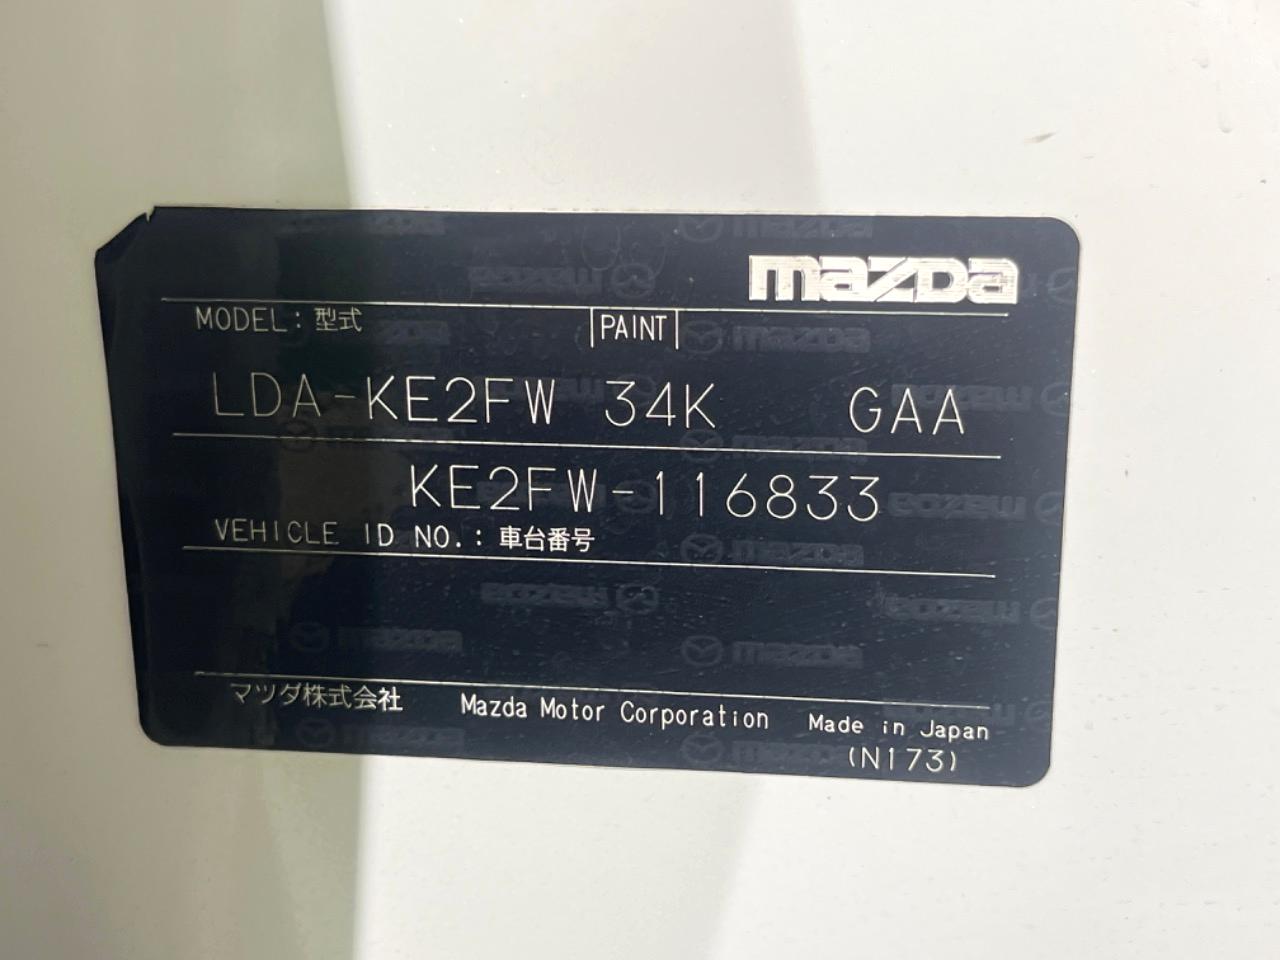 mazda
MODEL: 型式 PAINT
LDA-KE2FW 34K GAA
KE2FW-116833
VEHICLE ID NO.: 車台番号
マツダ株式会社 Mazda Motor Corporation Made in Japan
(N173)